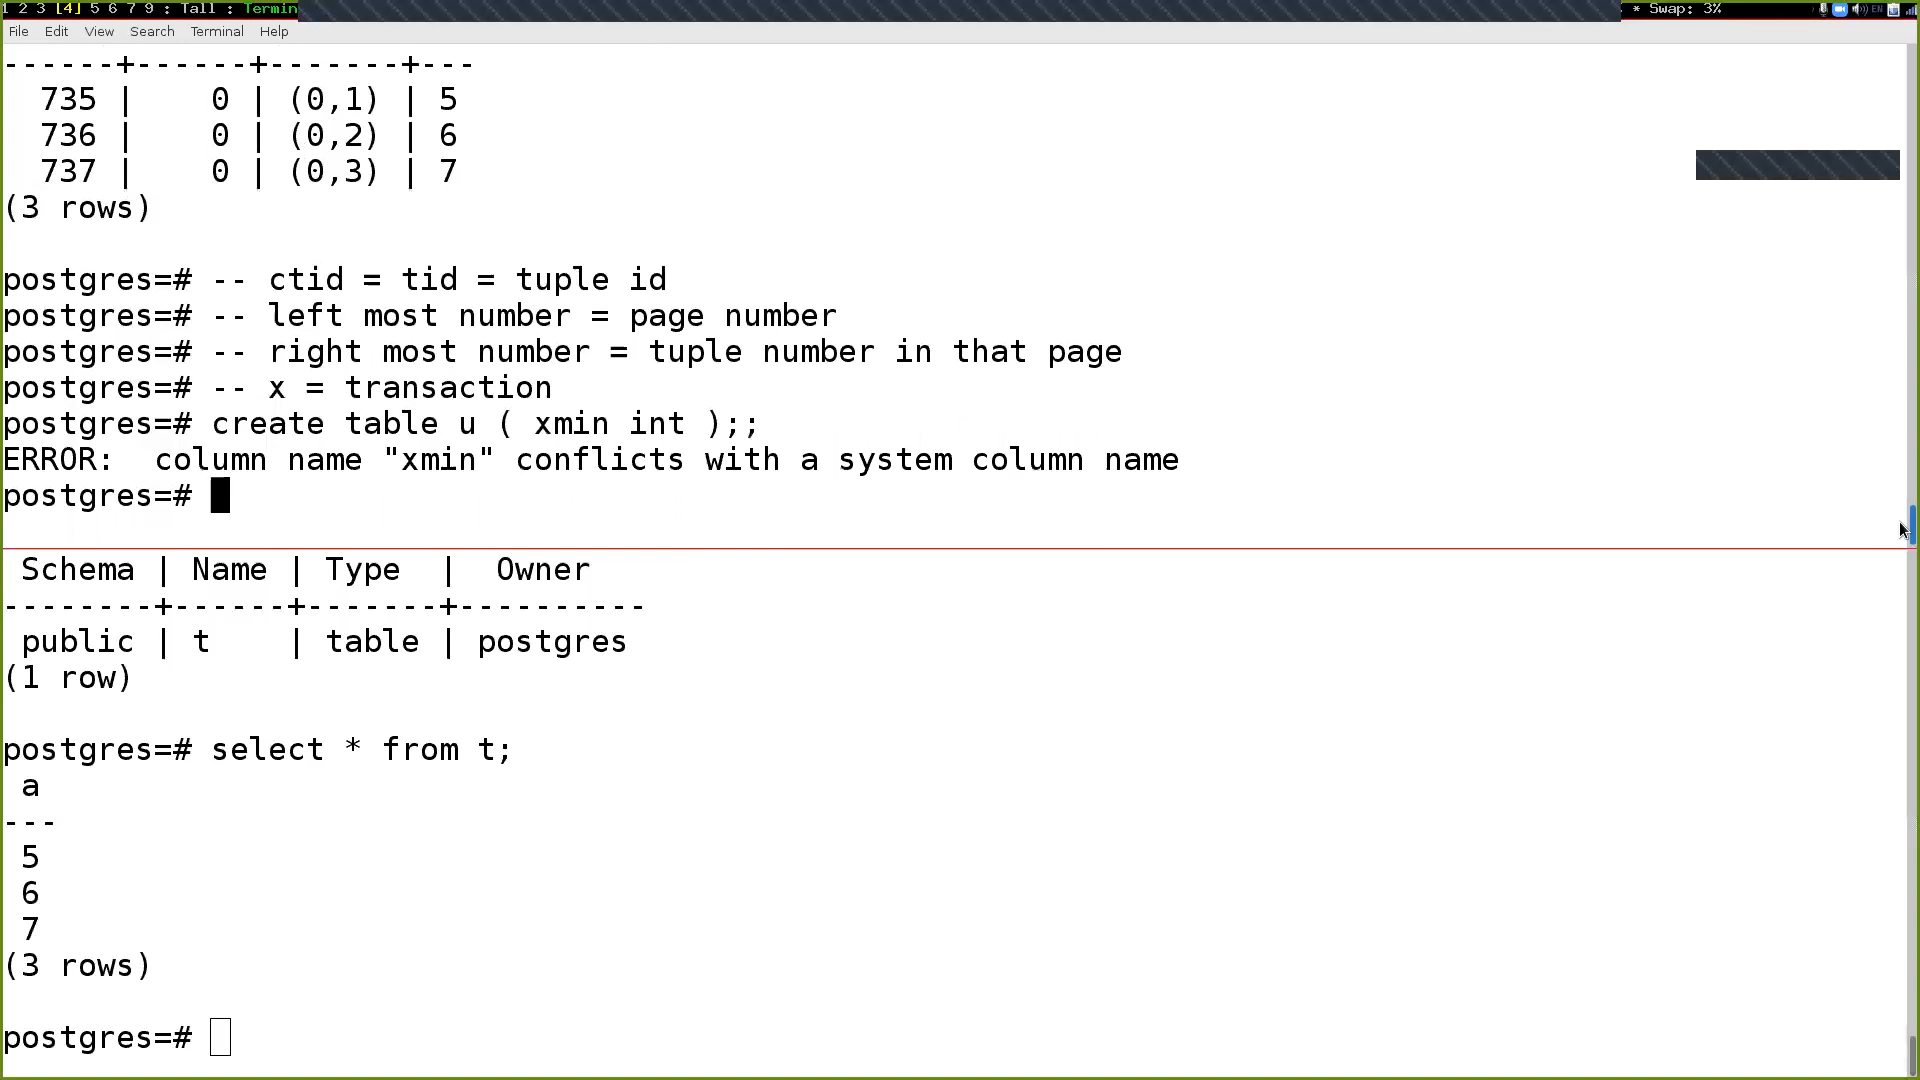 1 2 3 [4] 5 6 7 8 9 : Tall : Termin
* Swap: 3%
File Edit View Search Terminal Help
------+------+-------+---
  735 |    0 | (0,1) | 5
  736 |    0 | (0,2) | 6
  737 |    0 | (0,3) | 7
(3 rows)
postgres=# -- ctid = tid = tuple id
postgres=# -- left most number = page number
postgres=# -- right most number = tuple number in that page
postgres=# -- x = transaction
postgres=# create table u ( xmin int );;
ERROR:  column name "xmin" conflicts with a system column name
postgres=#
 Schema | Name | Type  |  Owner
--------+------+-------+----------
 public | t    | table | postgres
(1 row)
postgres=# select * from t;
 a
---
 5
 6
 7
(3 rows)
postgres=#